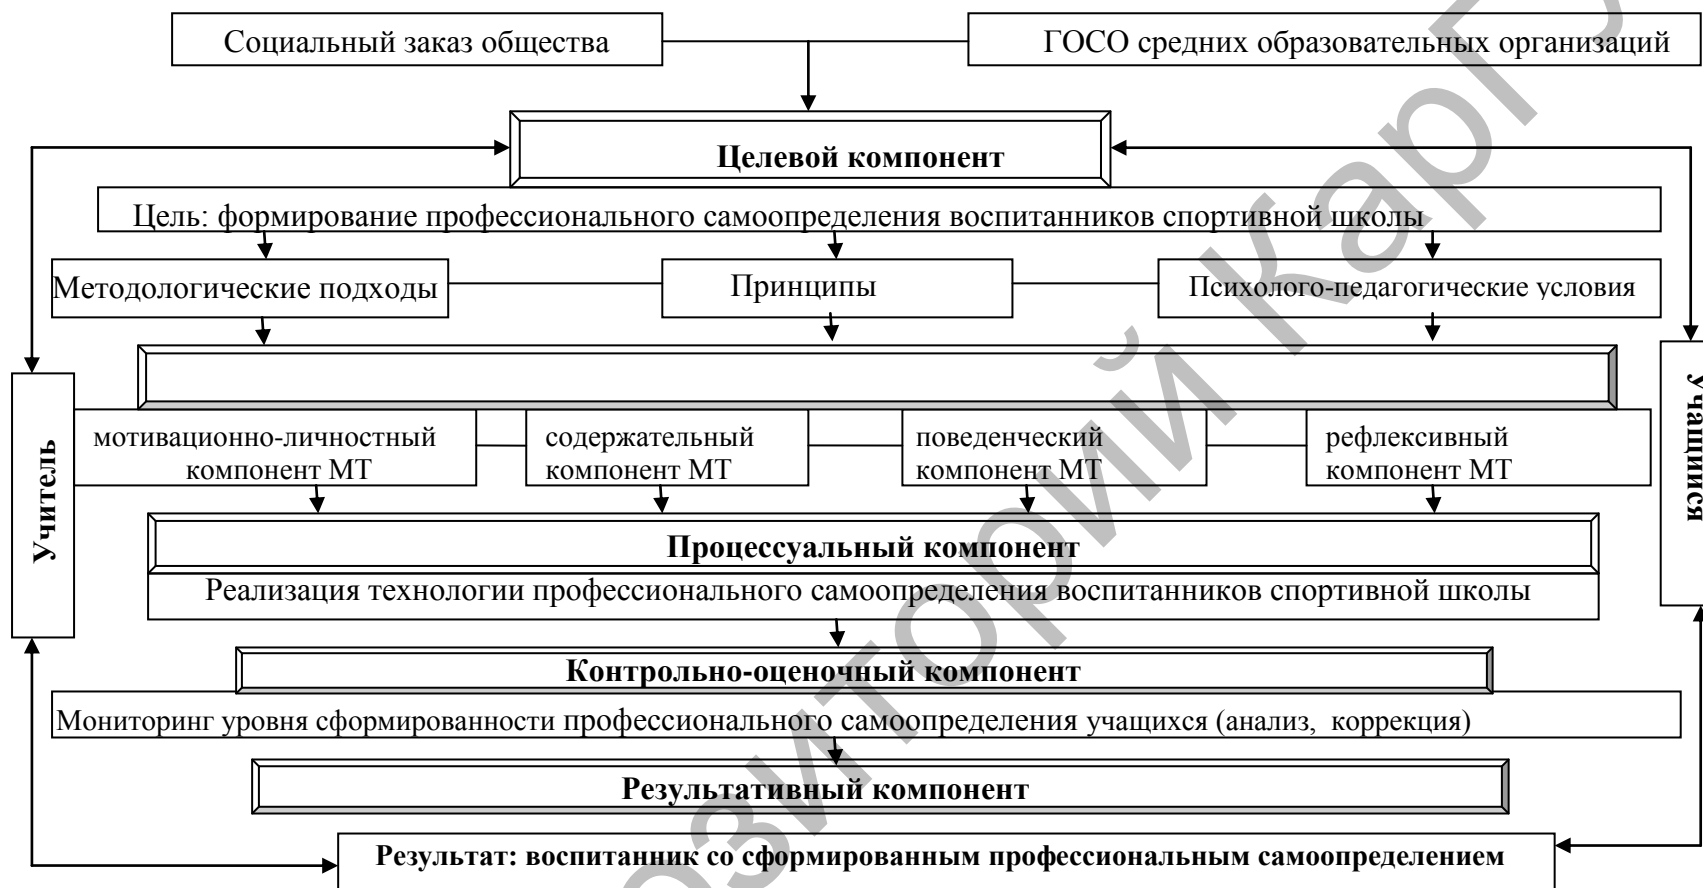 Социальный заказ общества
ГОСО средних образовательных организаций
Целевой компонент
Цель: формирование профессионального самоопределения воспитанников спортивной школы
Методологические подходы
Принципы
Психолого-педагогические условия
Учитель
Учащиися
мотивационно-личностный
компонент МТ
содержательный
компонент МТ
поведенческий
компонент МТ
рефлексивный
компонент МТ
Процессуальный компонент
Реализация технологии профессионального самоопределения воспитанников спортивной школы
Контрольно-оценочный компонент
Мониторинг уровня сформированности профессионального самоопределения учащихся (анализ, коррекция)
Результативный компонент
Результат: воспитанник со сформированным профессиональным самоопределением